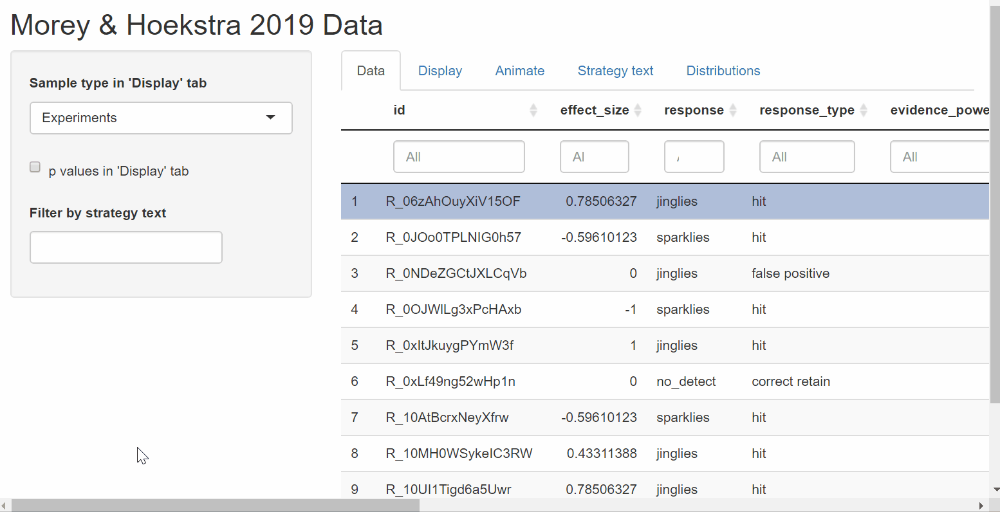 Morey & Hoekstra 2019 Data
Sample type in 'Display' tab
Experiments
p values in 'Display' tab
Filter by strategy text
Data Display Animate Strategy text Distributions
id effect_size response response_type evidence_powe
All Al All All
1 R_06zAhOuyXiV15OF 0.78506327 jinglies hit
2 R_0JOo0TPLNIG0h57 -0.59610123 sparklies hit
3 R_0NDeZGCtJXLCqVb 0 jinglies false positive
4 R_0OJWlLg3xPcHAxb -1 sparklies hit
5 R_0xItJkuygPYmW3f 1 jinglies hit
6 R_0xLf49ng52wHp1n 0 no_detect correct retain
7 R_10AtBcrxNeyXfrw -0.59610123 sparklies hit
8 R_10MH0WSykeIC3RW 0.43311388 jinglies hit
9 R_10UI1Tigd6a5Uwr 0.78506327 jinglies hit